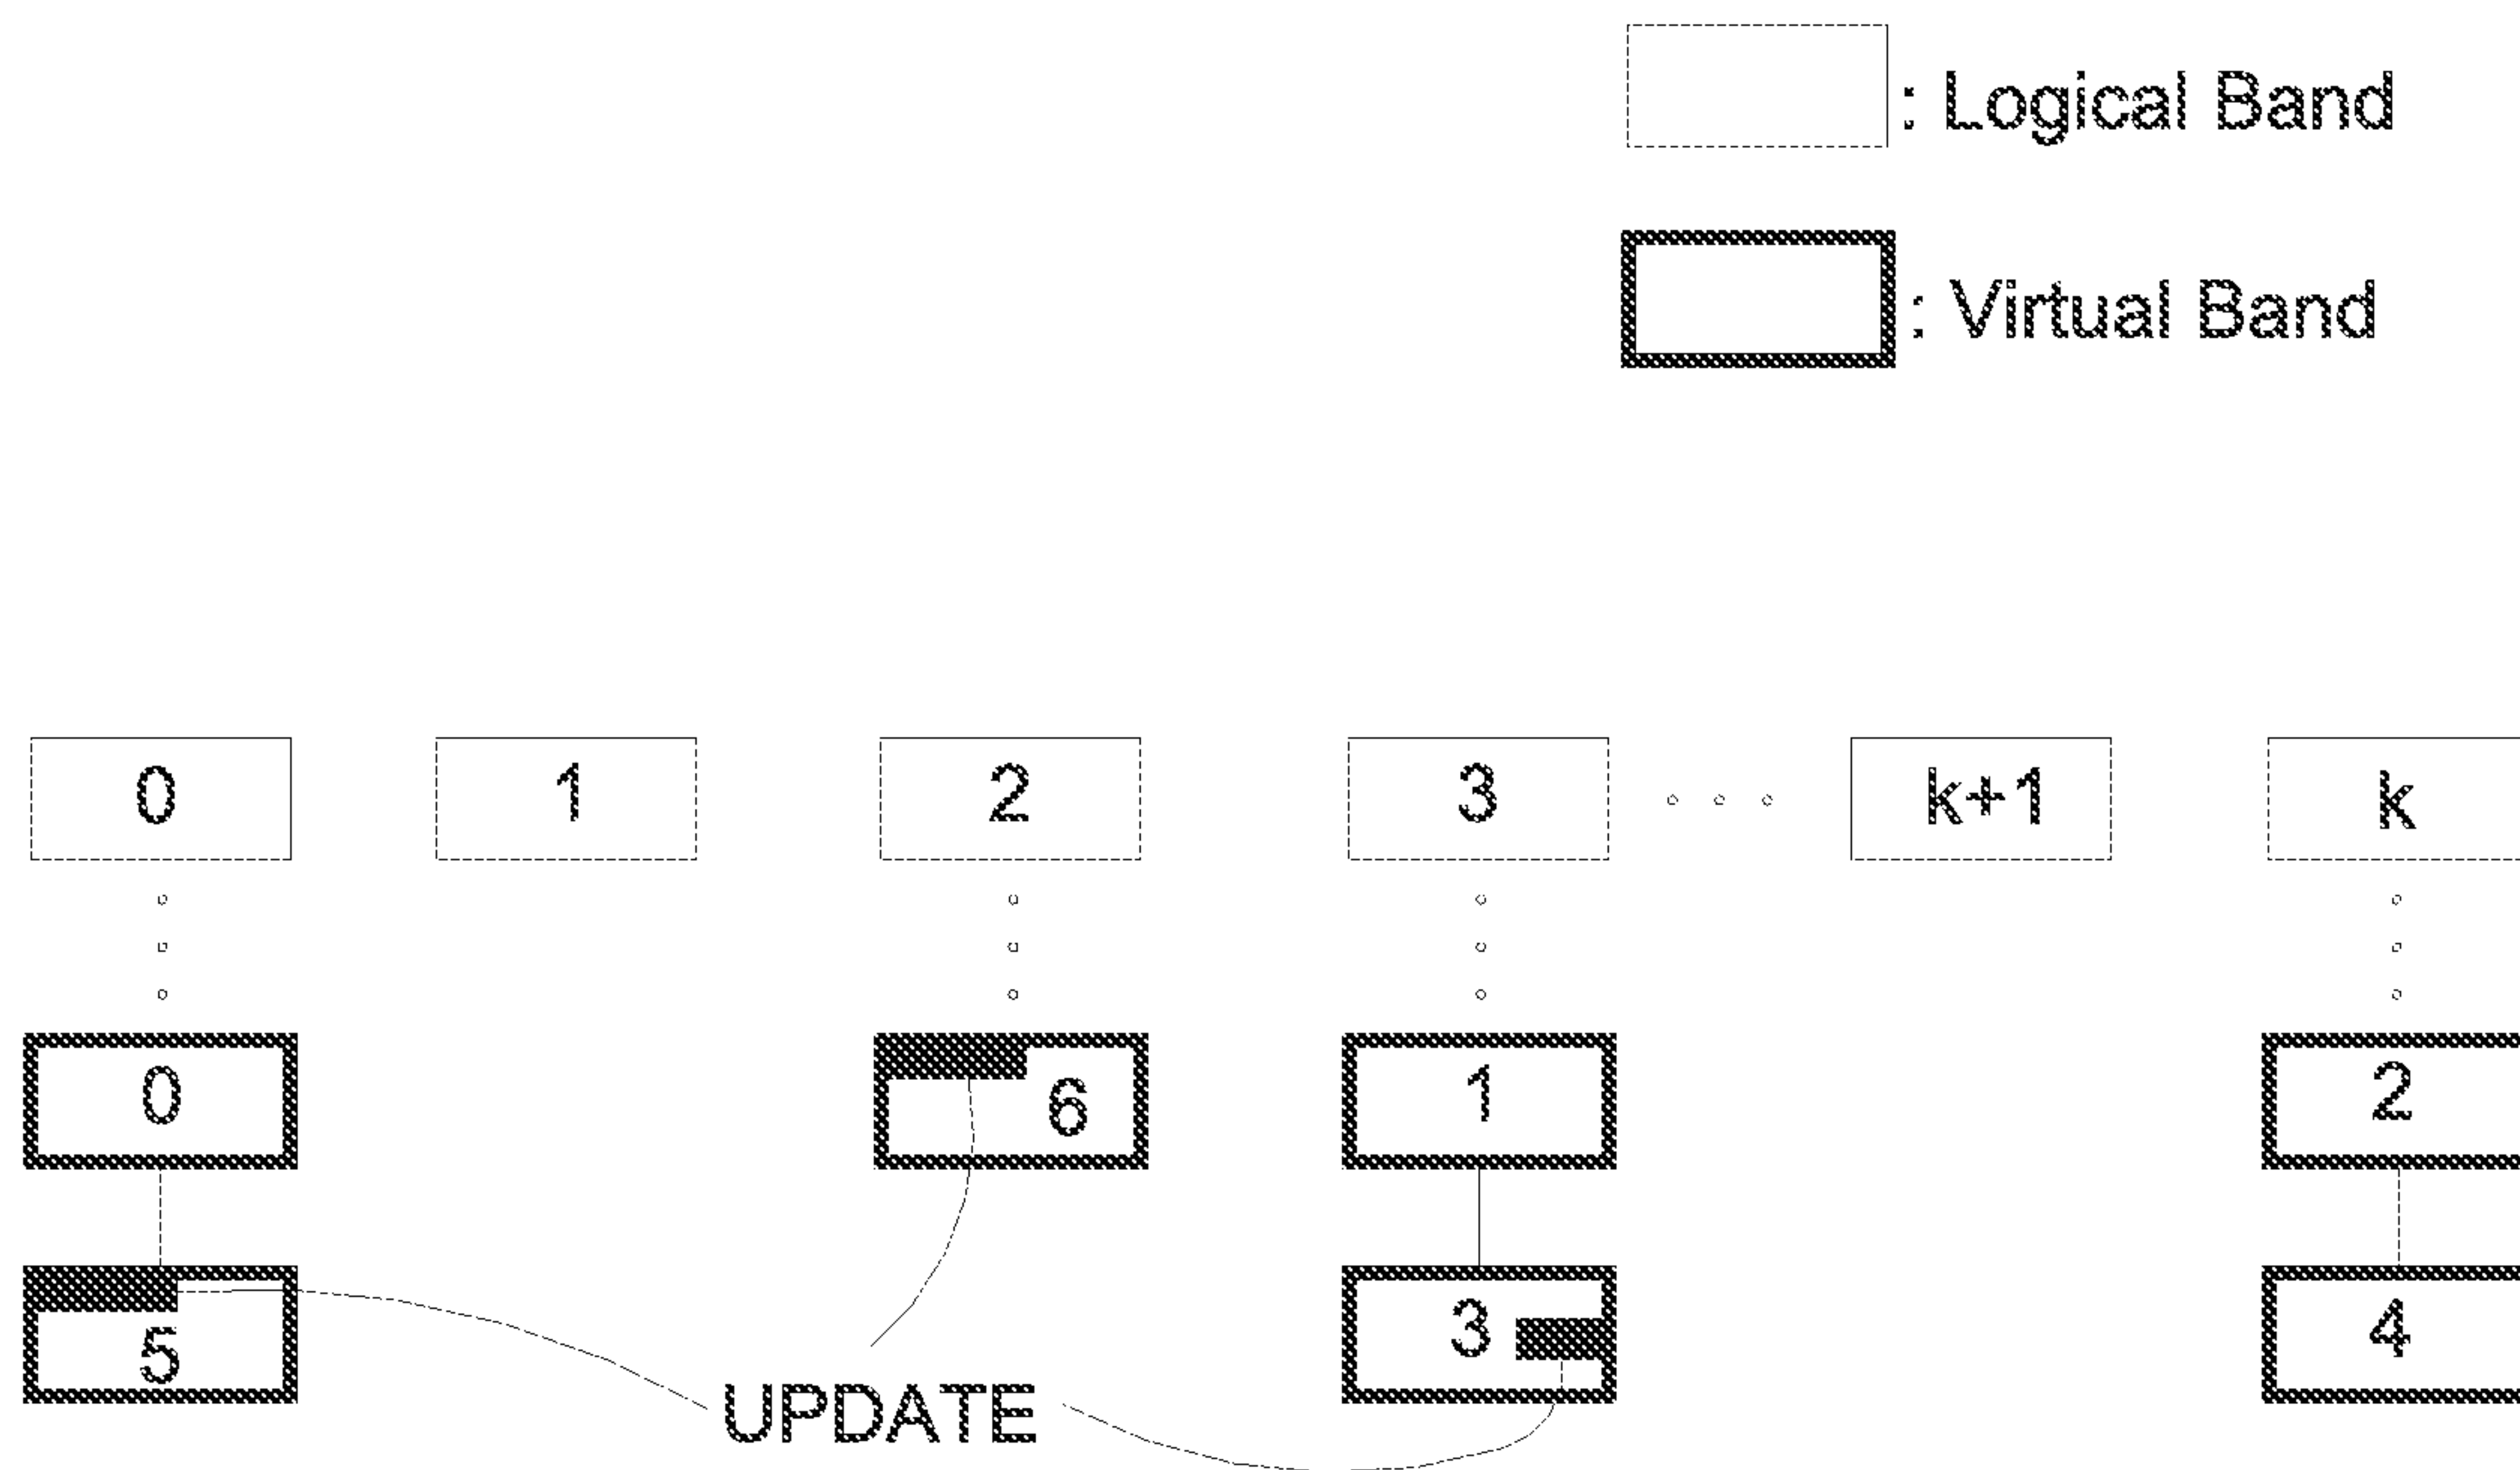 : Logical Band
: Virtual Band
0 1 2 3 k+1 k
0 6 1 2
5 3 4
UPDATE